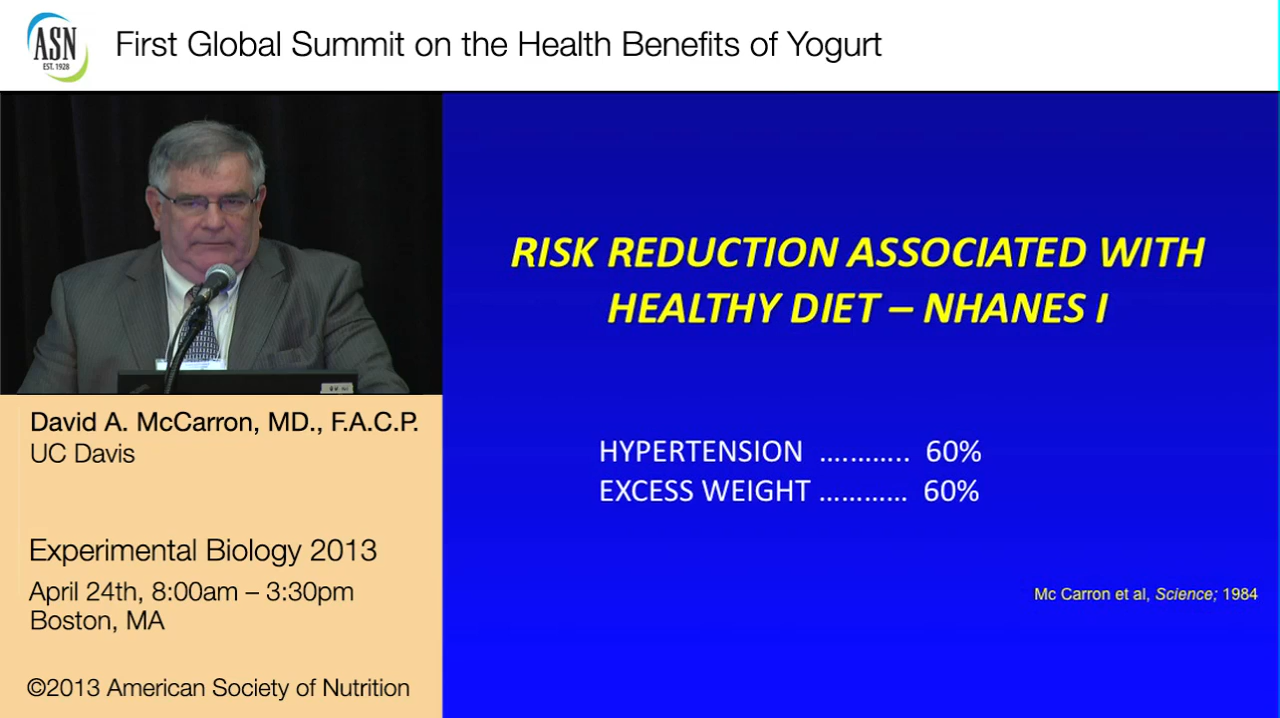 ASN
EST. 1928
First Global Summit on the Health Benefits of Yogurt
RISK REDUCTION ASSOCIATED WITH
HEALTHY DIET – NHANES I
HYPERTENSION ........... 60%
EXCESS WEIGHT ............ 60%
Mc Carron et al, Science; 1984
David A. McCarron, MD., F.A.C.P.
UC Davis
Experimental Biology 2013
April 24th, 8:00am – 3:30pm
Boston, MA
©2013 American Society of Nutrition